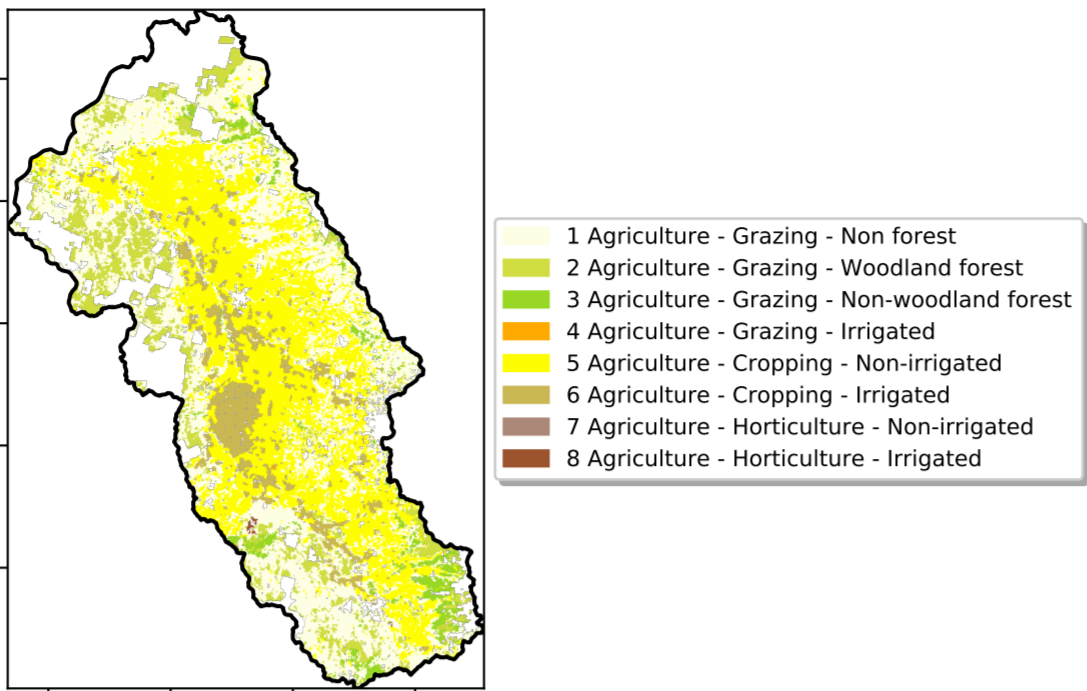 1 Agriculture - Grazing - Non forest
2 Agriculture - Grazing - Woodland forest
3 Agriculture - Grazing - Non-woodland forest
4 Agriculture - Grazing - Irrigated
5 Agriculture - Cropping - Non-irrigated
6 Agriculture - Cropping - Irrigated
7 Agriculture - Horticulture - Non-irrigated
8 Agriculture - Horticulture - Irrigated